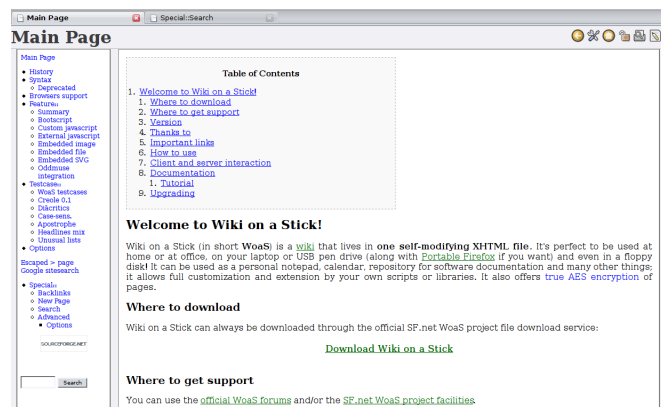 Main Page
Special::Search
Main Page
Main Page
History
Syntax
Deprecated
Browsers support
Features::
Summary
Bootscript
Custom javascript
External javascript
Embedded image
Embedded file
Embedded SVG
Oddmuse
integration
Testcases::
WoaS testcases
Creole 0.1
Diàcritics
Case-sens.
Apostrophe
Headlines mix
Unusual lists
Options
Escaped > page
Google sitesearch
Special::
Backlinks
New Page
Search
Advanced
Options
SOURCEFORGE.NET
Search
Table of Contents
1. Welcome to Wiki on a Stick!
1. Where to download
2. Where to get support
3. Version
4. Thanks to
5. Important links
6. How to use
7. Client and server interaction
8. Documentation
1. Tutorial
9. Upgrading
Welcome to Wiki on a Stick!
Wiki on a Stick (in short WoaS) is a wiki that lives in one self-modifying XHTML file. It's perfect to be used at
home or at office, on your laptop or USB pen drive (along with Portable Firefox if you want) and even in a floppy
disk! It can be used as a personal notepad, calendar, repository for software documentation and many other things;
it allows full customization and extension by your own scripts or libraries. It also offers true AES encryption of
pages.
Where to download
Wiki on a Stick can always be downloaded through the official SF.net WoaS project file download service:
Download Wiki on a Stick
Where to get support
You can use the official WoaS forums and/or the SF.net WoaS project facilities.